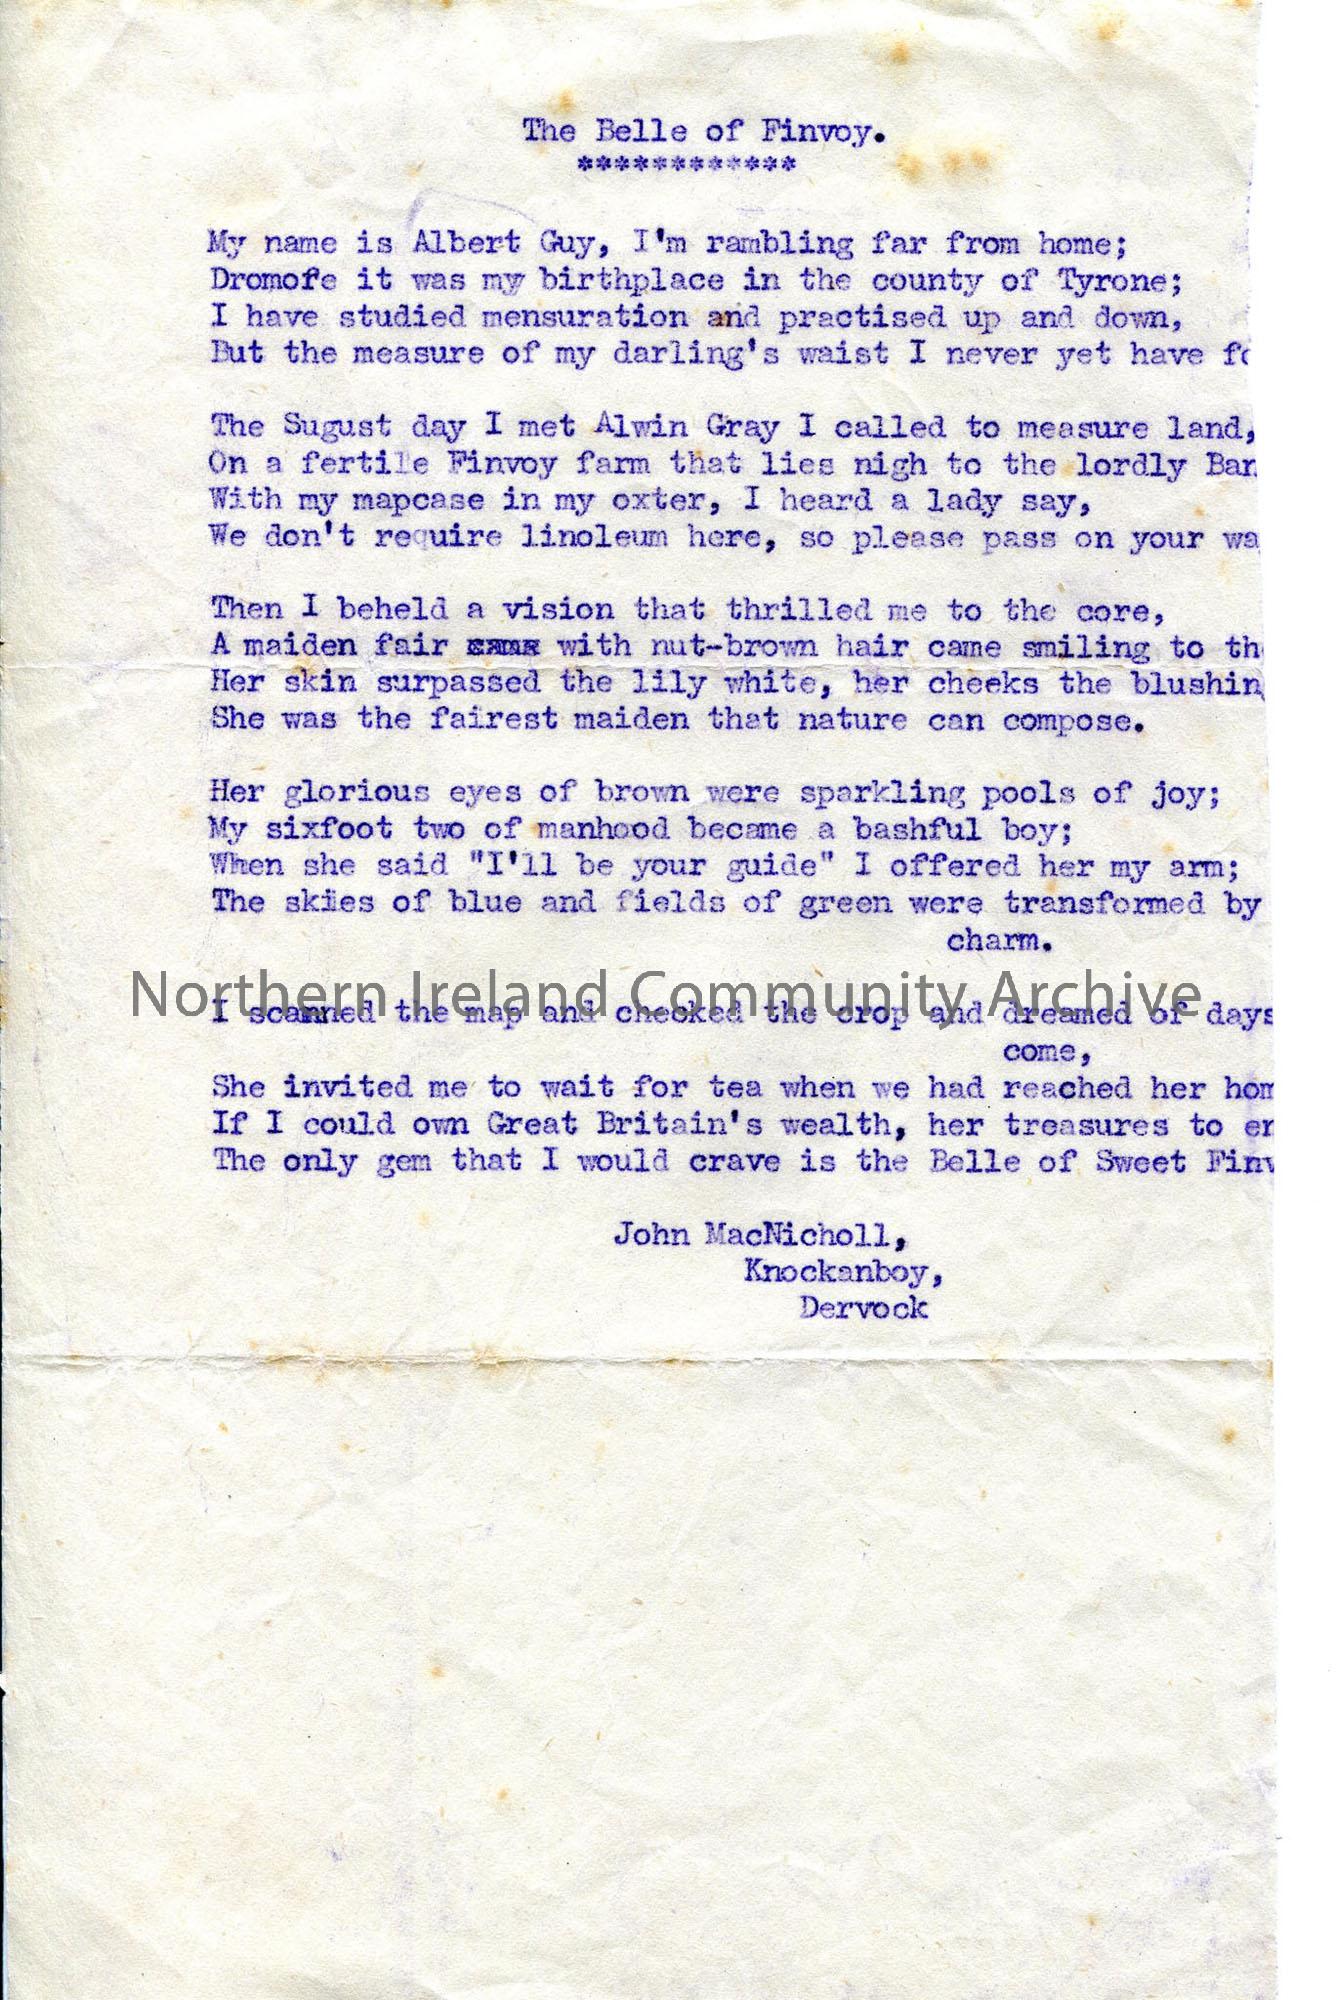 The Belle of Finvoy.
************
My name is Albert Guy, I'm rambling far from home;
Dromore it was my birthplace in the county of Tyrone;
I have studied mensuration and practised up and down,
But the measure of my darling's waist I never yet have fo
The Sugust day I met Alwin Gray I called to measure land,
On a fertile Finvoy farm that lies nigh to the lordly Ban
With my mapcase in my oxter, I heard a lady say,
We don't require linoleum here, so please pass on your wa
Then I beheld a vision that thrilled me to the core,
A maiden fair with nut-brown hair came smiling to th
Her skin surpassed the lily white, her cheeks the blushing
She was the fairest maiden that nature can compose.
Her glorious eyes of brown were sparkling pools of joy;
My sixfoot two of manhood became a bashful boy;
When she said "I'll be your guide" I offered her my arm;
The skies of blue and fields of green were transformed by
charm.
Northern Ireland Community Archive
I scanned the map and checked the crop and dreamed of days
come,
She invited me to wait for tea when we had reached her hom
If I could own Great Britain's wealth, her treasures to en
The only gem that I would crave is the Belle of Sweet Finv
John MacNicholl,
Knockanboy,
Dervock